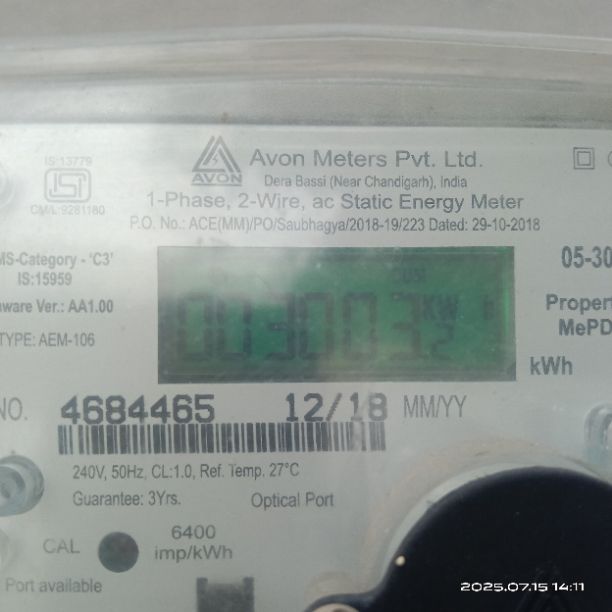 IS:13779
ISI
CM/L:9281180
AVON
Avon Meters Pvt. Ltd.
Dera Bassi (Near Chandigarh), India
1-Phase, 2-Wire, ac Static Energy Meter
P.O. No.: ACE(MM)/PO/Saubhagya/2018-19/223 Dated: 29-10-2018
MS-Category - 'C3'
IS:15959
ware Ver.: AA1.00
TYPE: AEM-106
003003
KW
05-30
Propert
MePD
kWh
NO. 4684465 12/18 MM/YY
240V, 50Hz, CL:1.0, Ref. Temp. 27°C
Guarantee: 3Yrs. Optical Port
CAL
6400
imp/kWh
Port available
2025.07.15 14:11